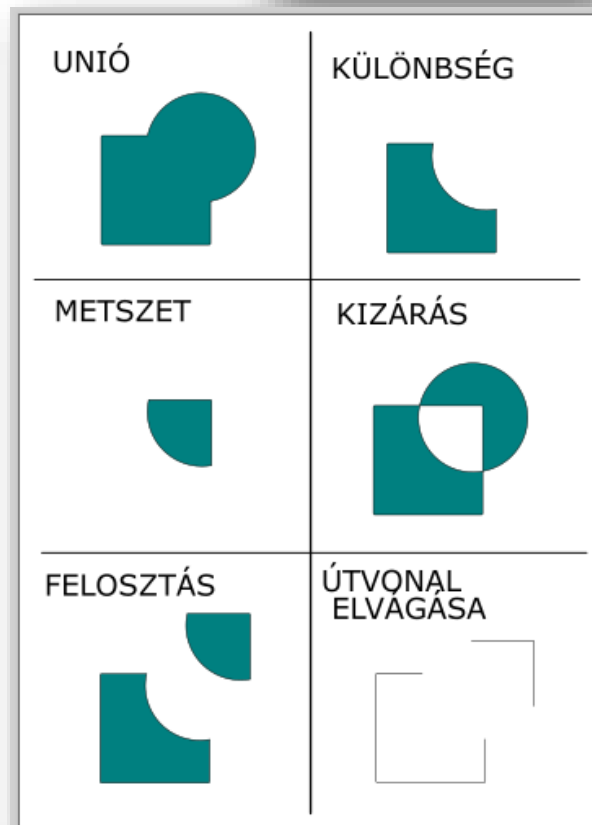 UNIÓ
KÜLÖNBSÉG
METSZET
KIZÁRÁS
FELOSZTÁS
ÚTVONAL
ELVÁGÁSA